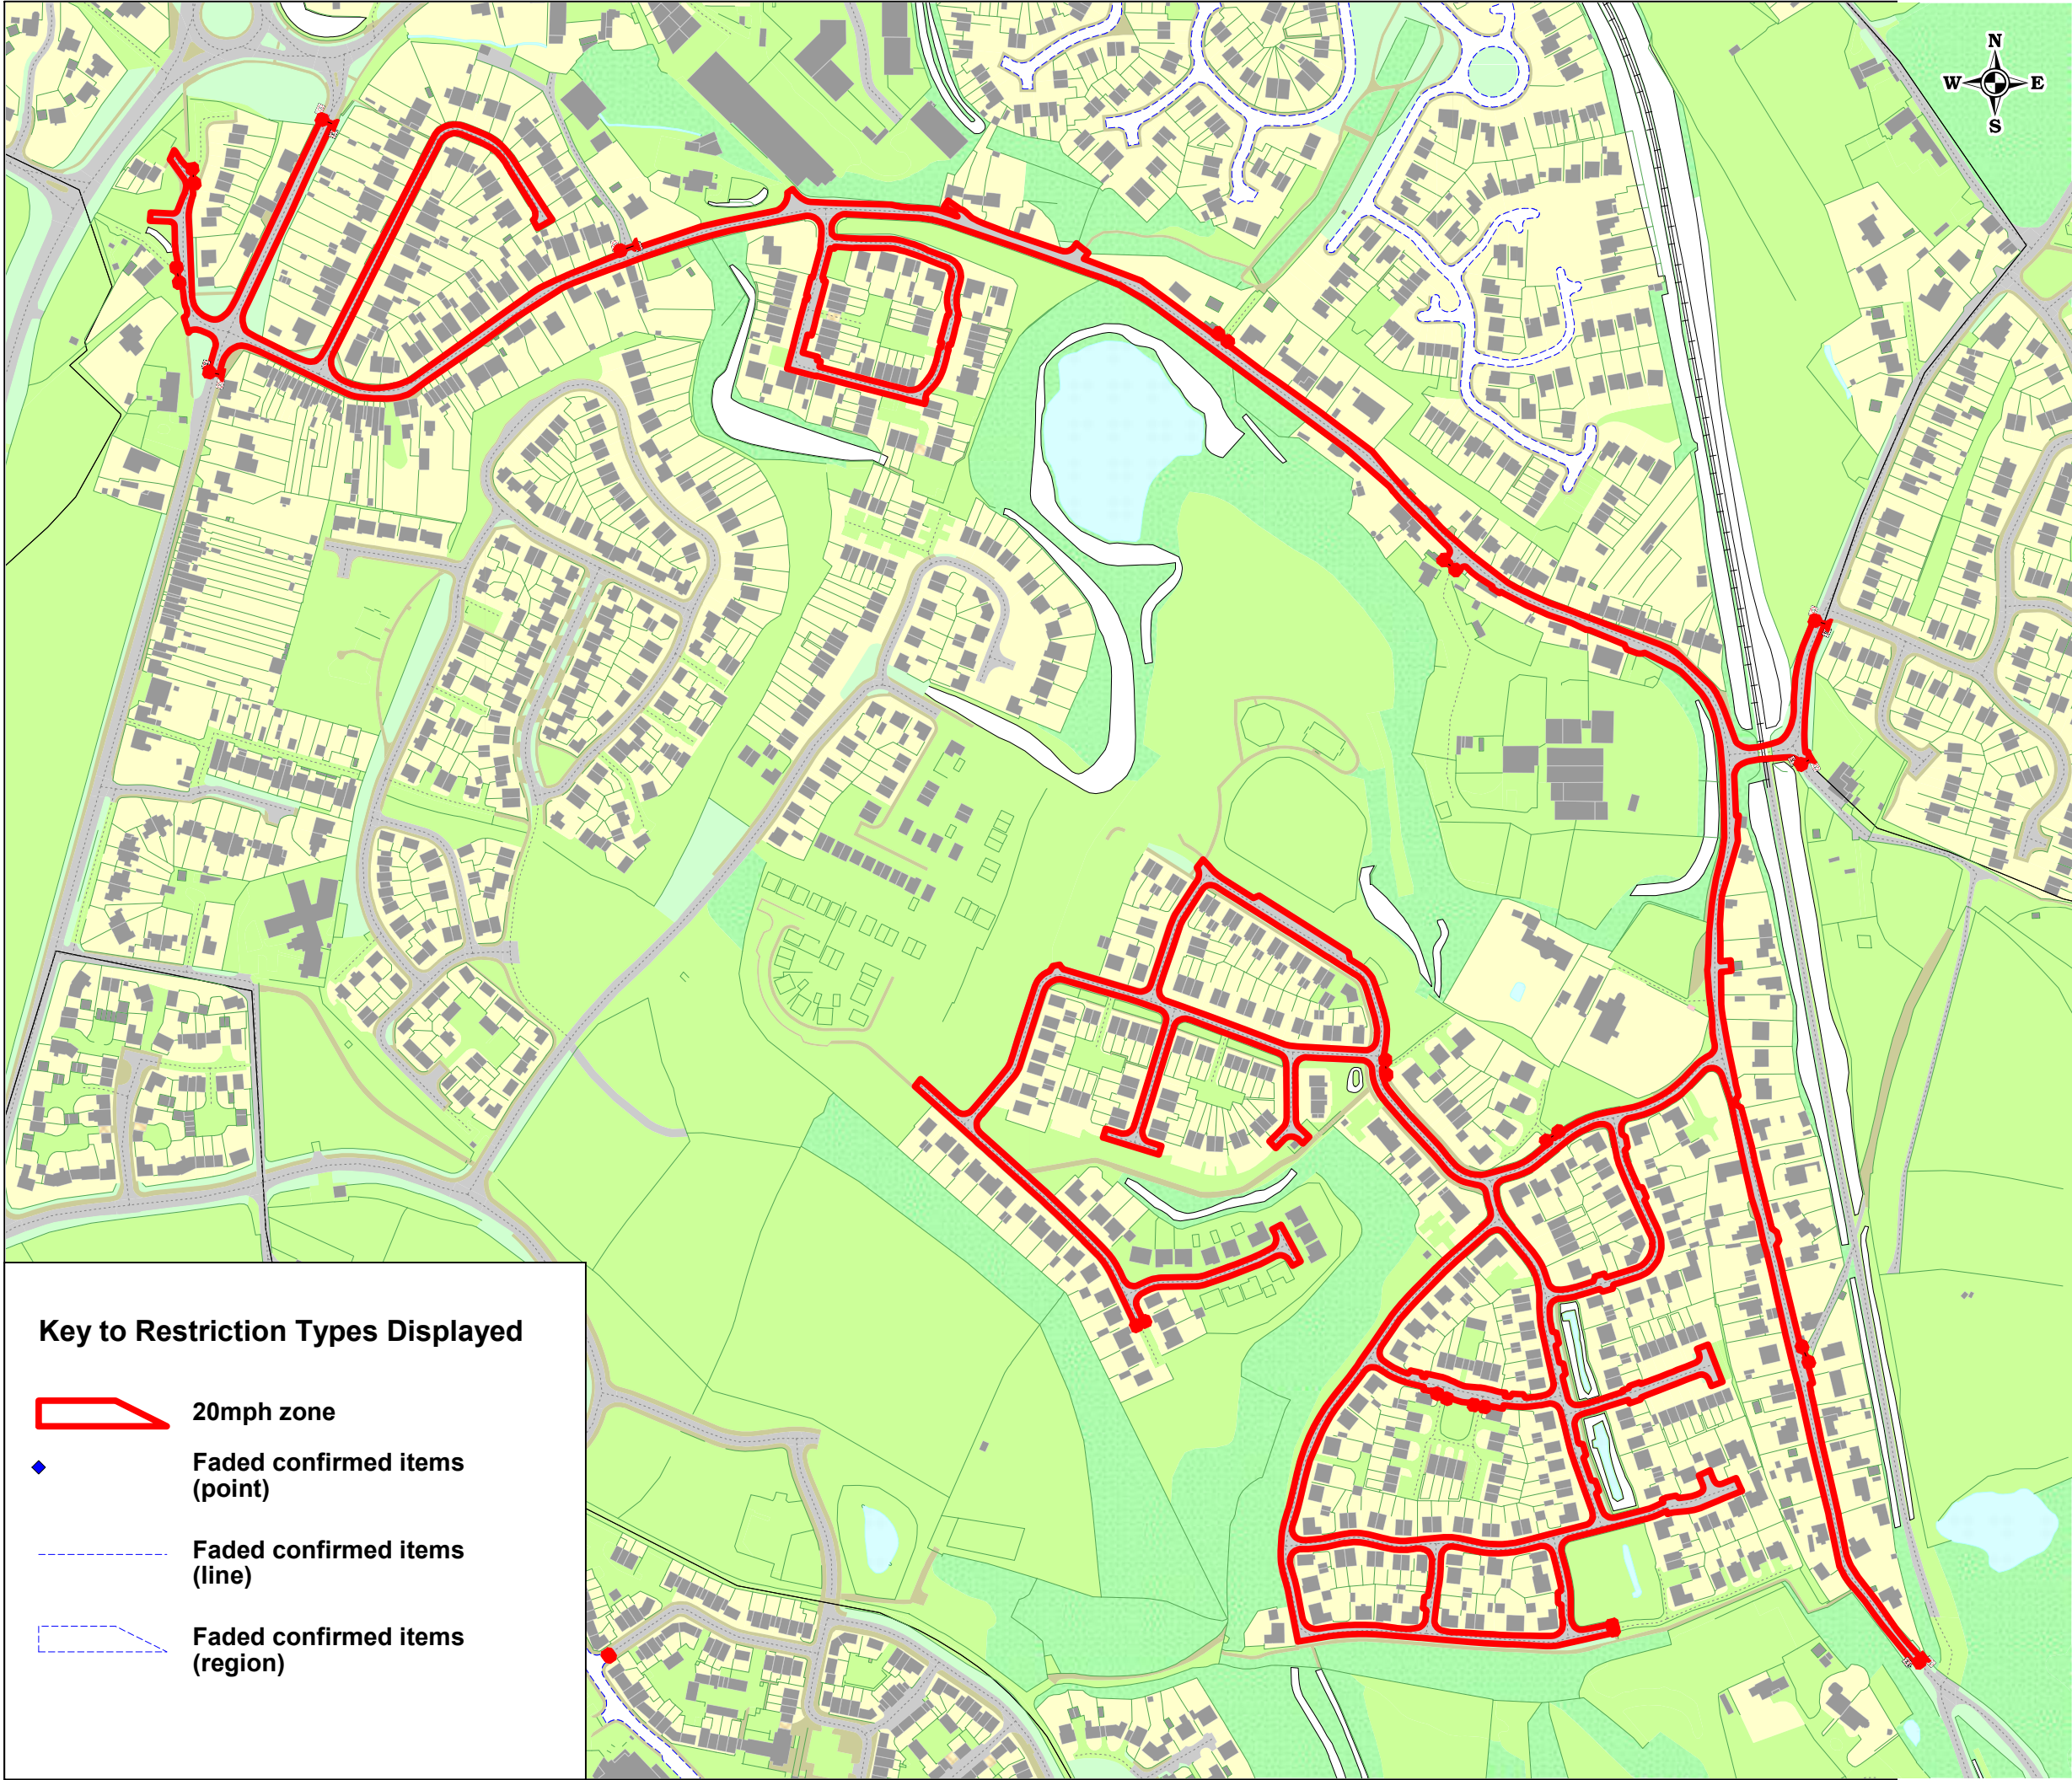 N
W E
S
Key to Restriction Types Displayed
20mph zone
Faded confirmed items
(point)
Faded confirmed items
(line)
Faded confirmed items
(region)